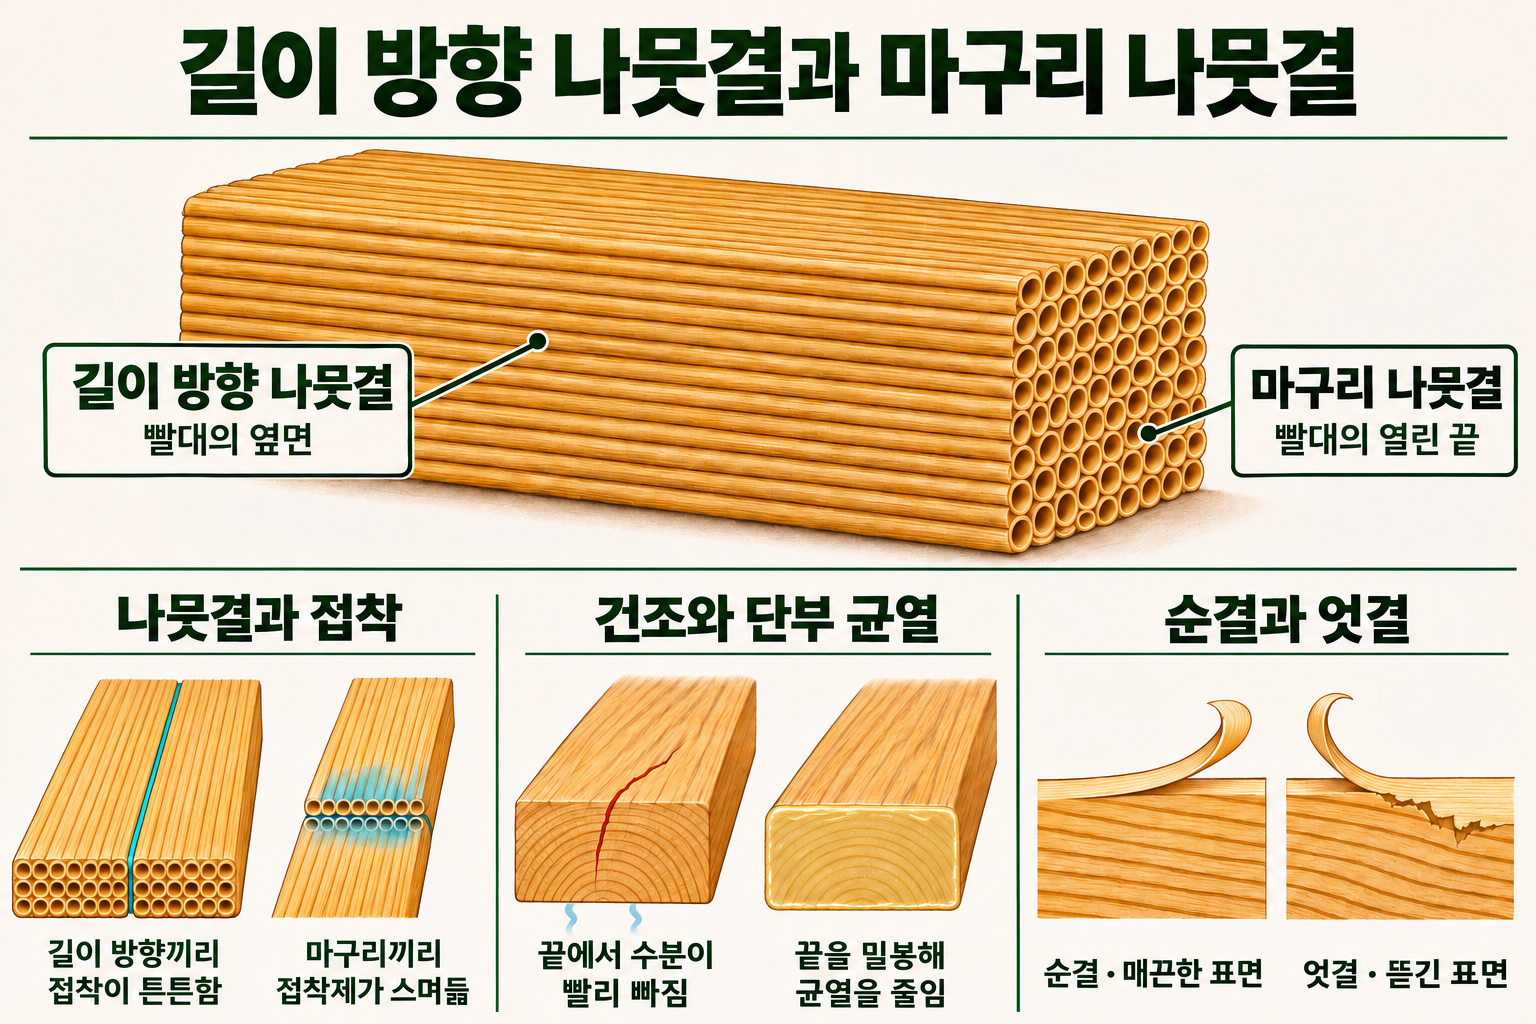 길이 방향 나뭇결과 마구리 나뭇결
길이 방향 나뭇결
빨대의 옆면
마구리 나뭇결
빨대의 열린 끝
나뭇결과 접착
길이 방향끼리
접착이 튼튼함
마구리끼리
접착제가 스며듦
건조와 단부 균열
끝에서 수분이
빨리 빠짐
끝을 밀봉해
균열을 줄임
순결과 엇결
순결 · 매끈한 표면
엇결 · 뜯긴 표면